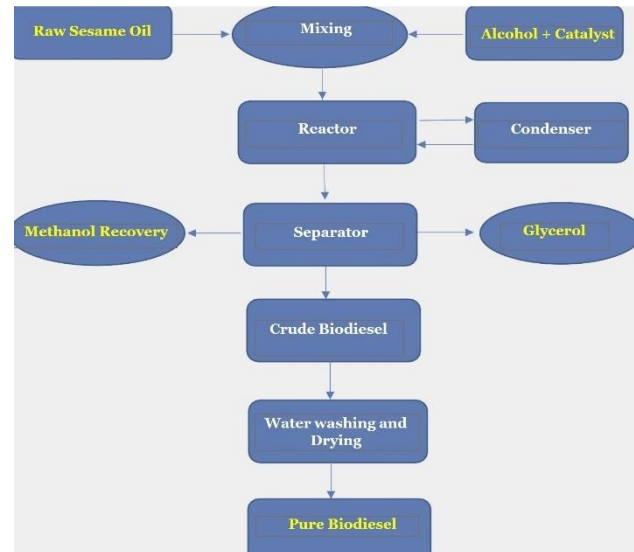 Raw Sesame Oil
Mixing
Alcohol + Catalyst
Reactor
Condenser
Methanol Recovery
Separator
Glycerol
Crude Biodiesel
Water washing and
Drying
Pure Biodiesel